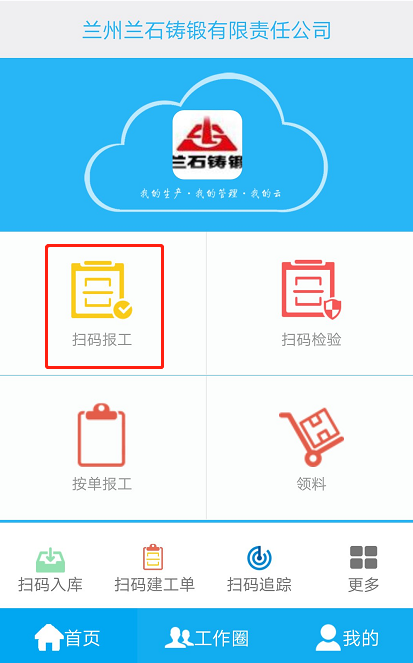 兰州兰石铸锻有限责任公司
兰石铸锻
我的生产·我的管理·我的云
扫码报工
扫码检验
按单报工
领料
扫码入库
扫码建工单
扫码追踪
更多
首页
工作圈
我的